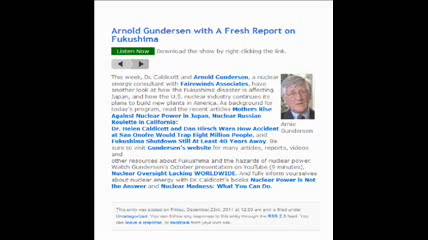 Arnold Gundersen with A Fresh Report on
Fukushima
Listen Now Download the show by right-clicking the link.
This week, Dr. Caldicott and Arnold Gundersen, a nuclear
energy consultant with Fairewinds Associates, have
another look at how the Fukushima disaster is affecting
Japan, and how the U.S. nuclear industry continues its
plans to build new plants in America. As background for
today's program, read the recent articles Mothers Rise
Against Nuclear Power in Japan, Nuclear Russian
Roulette in California:
Dr. Helen Caldicott and Dan Hirsch Warn How Accident
at San Onofre Would Trap Eight Million People, and
Fukushima Shutdown Still At Least 40 Years Away. Be
sure to visit Gundersen's website for many articles, reports, videos
and
other resources about Fukushima and the hazards of nuclear power.
Watch Gundersen's October presentation on YouTube (9 minutes),
Nuclear Oversight Lacking WORLDWIDE. And fully inform yourselves
about nuclear energy with Dr. Caldicott's books Nuclear Power is Not
the Answer and Nuclear Madness: What You Can Do.
Arnie
Gundersen
This entry was posted on Friday, December 23rd, 2011 at 12:03 am and is filed under
Uncategorized. You can follow any responses to this entry through the RSS 2.0 feed. You
can leave a response, or trackback from your own site.